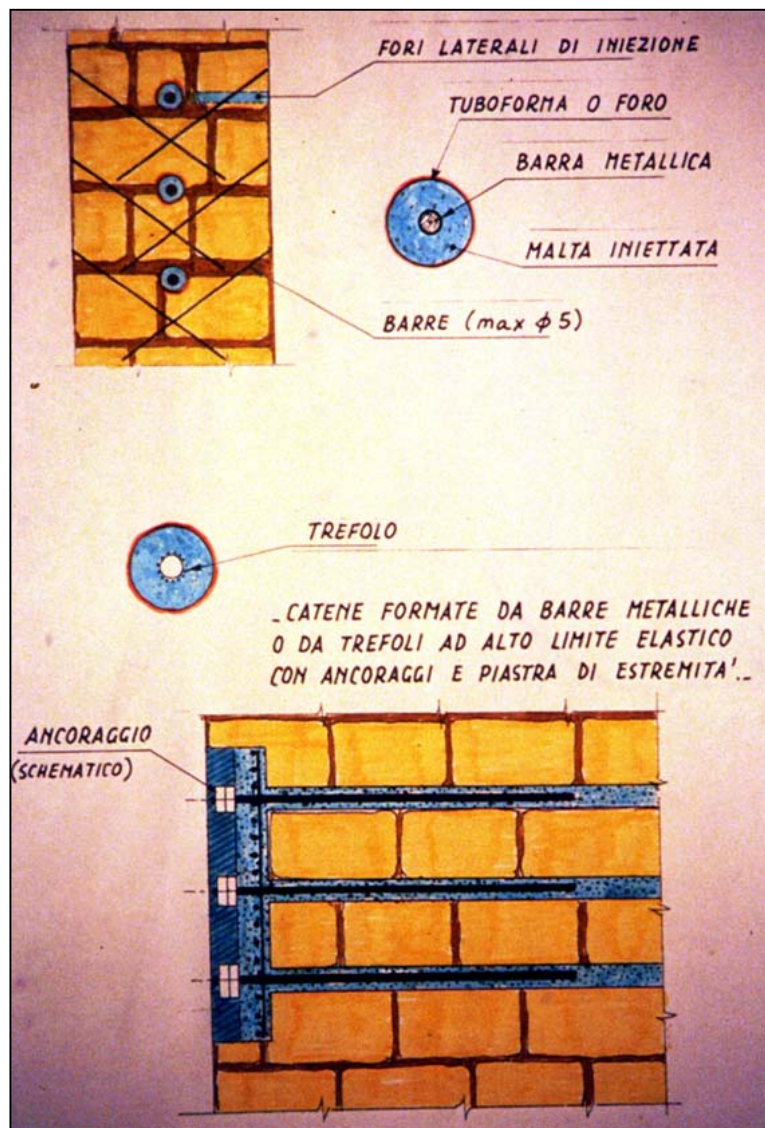 FORI LATERALI DI INIEZIONE
TUBOFORMA O FORO
BARRA METALLICA
MALTA INIETTATA
BARRE (max ϕ 5)
TREFOLO
_CATENE FORMATE DA BARRE METALLICHE
O DA TREFOLI AD ALTO LIMITE ELASTICO
CON ANCORAGGI E PIASTRA DI ESTREMITA'._
ANCORAGGIO
(SCHEMATICO)